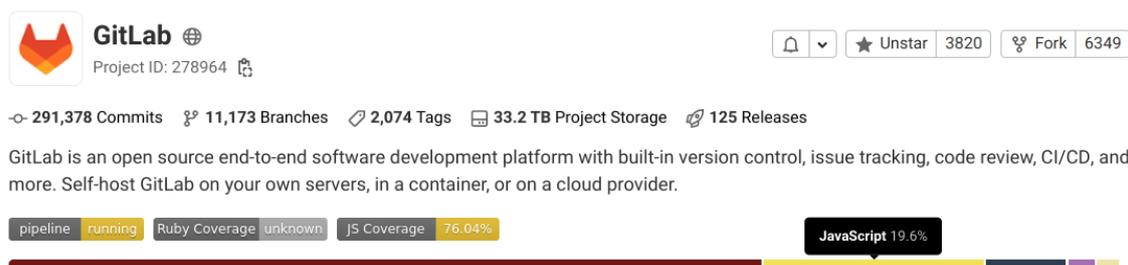 GitLab
Project ID: 278964
Unstar 3820 Fork 6349
291,378 Commits 11,173 Branches 2,074 Tags 33.2 TB Project Storage 125 Releases
GitLab is an open source end-to-end software development platform with built-in version control, issue tracking, code review, CI/CD, and
more. Self-host GitLab on your own servers, in a container, or on a cloud provider.
pipeline running Ruby Coverage unknown JS Coverage 76.04%
JavaScript 19.6%